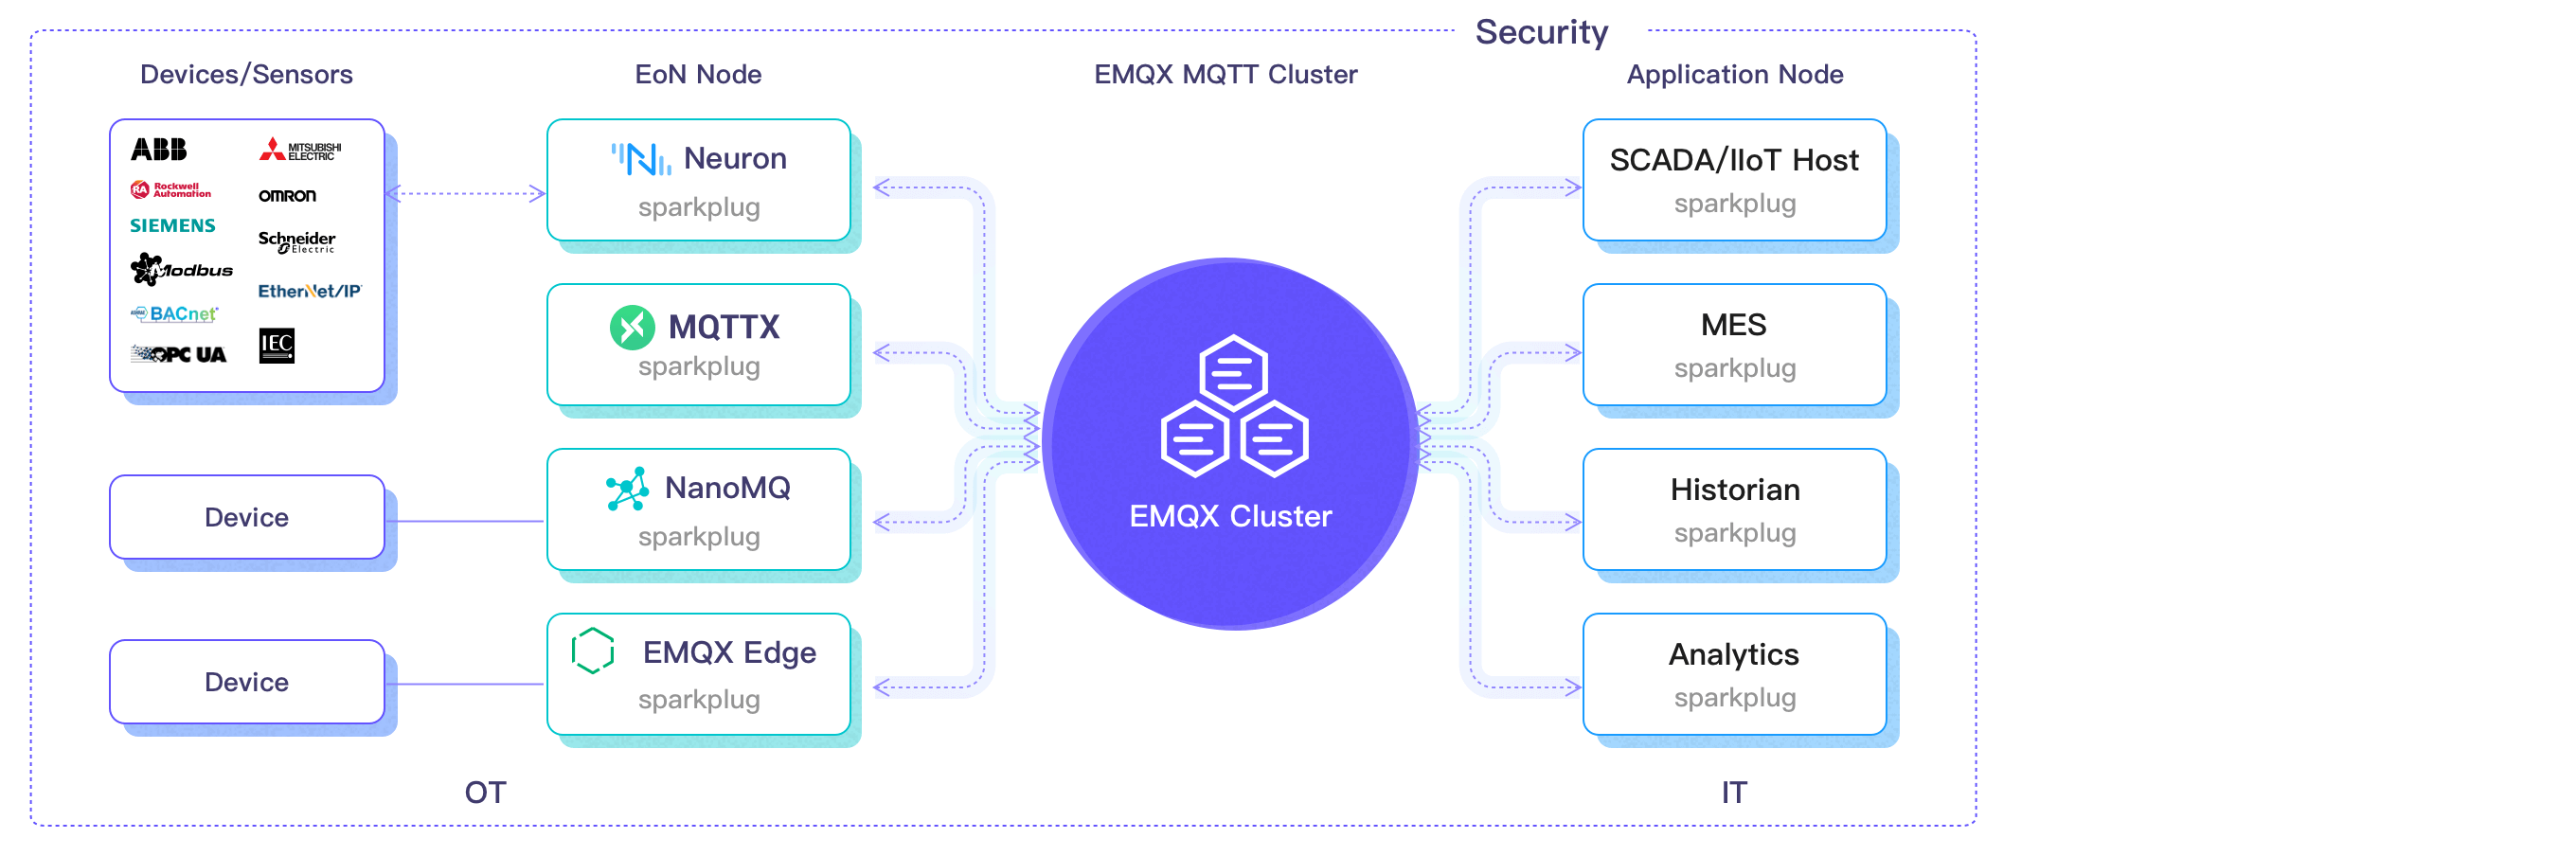 Security
Devices/Sensors
EoN Node
EMQX MQTT Cluster
Application Node
ABB
MITSUBISHI
ELECTRIC
RA Rockwell
Automation
OMRON
SIEMENS
Schneider
Electric
Modbus
EtherNet/IP
BACnet
OPC UA
IEC
Device
Device
Neuron
sparkplug
MQTTX
sparkplug
NanoMQ
sparkplug
EMQX Edge
sparkplug
EMQX Cluster
SCADA/IIoT Host
sparkplug
MES
sparkplug
Historian
sparkplug
Analytics
sparkplug
OT
IT